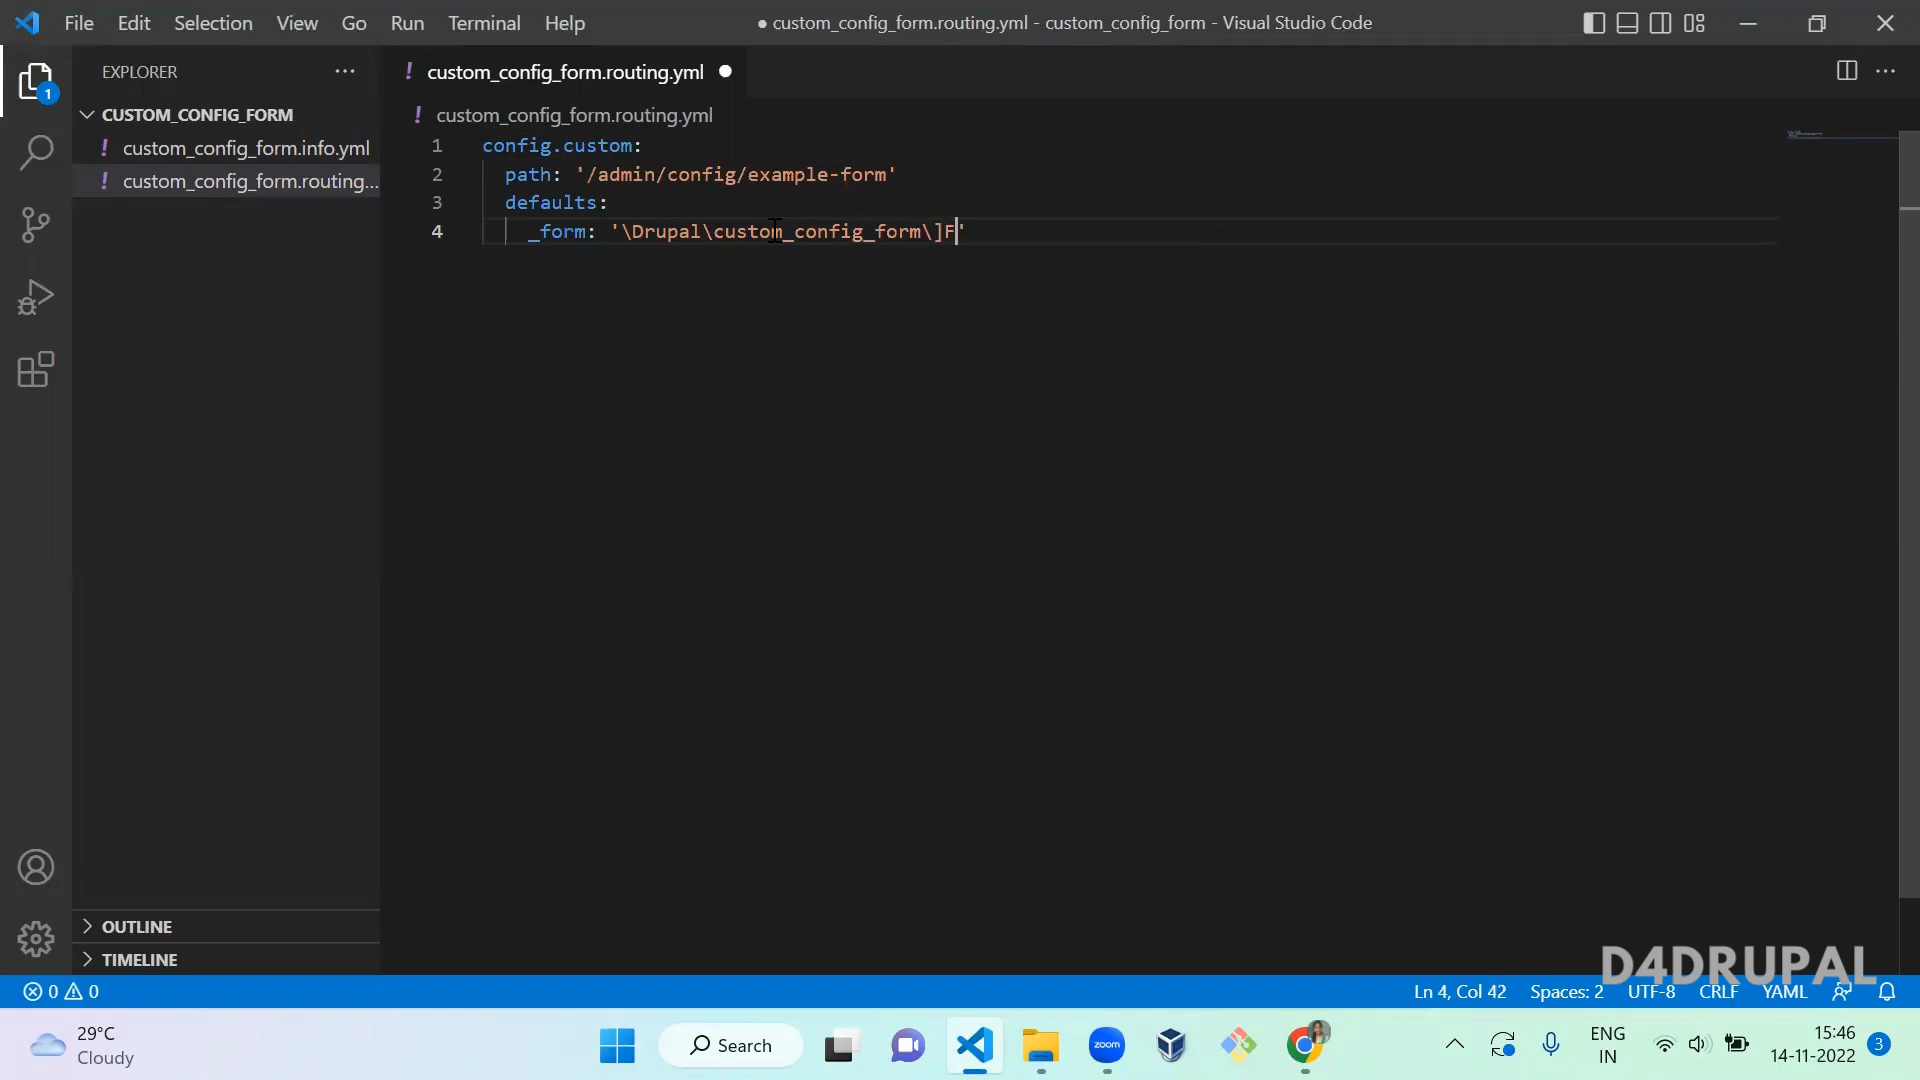 File Edit Selection View Go Run Terminal Help
● custom_config_form.routing.yml - custom_config_form - Visual Studio Code
EXPLORER
1
CUSTOM_CONFIG_FORM
! custom_config_form.info.yml
! custom_config_form.routing...
! custom_config_form.routing.yml ●
! custom_config_form.routing.yml
1 config.custom:
2 path: '/admin/config/example-form'
3 defaults:
4 _form: '\Drupal\custom_config_form\]F'
OUTLINE
TIMELINE
D4DRUPAL
0 0
Ln 4, Col 42 Spaces: 2 UTF-8 CRLF YAML
29°C
Cloudy
Search
zoom
ENG
IN
15:46
14-11-2022
3